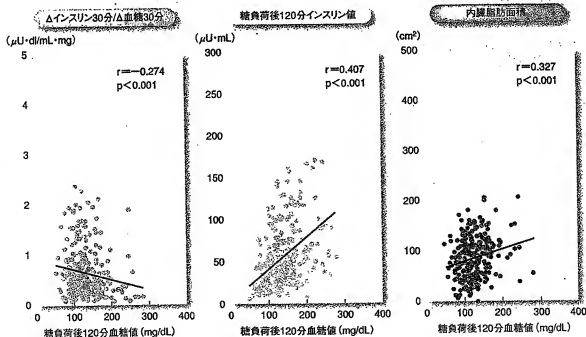 Δインスリン30分/Δ血糖30分
(μU・dl/mL・mg)
5
4
3
2
1
0
r=−0.274
p<0.001
0 100 200 300 400
糖負荷後120分血糖値(mg/dL)
糖負荷後120分インスリン値
(μU・mL)
300
250
200
150
100
50
0
r=0.407
p<0.001
0 100 200 300 400
糖負荷後120分血糖値(mg/dL)
内臓脂肪面積
(cm²)
500
400
300
200
100
0
r=0.327
p<0.001
0 100 200 300 400
糖負荷後120分血糖値(mg/dL)